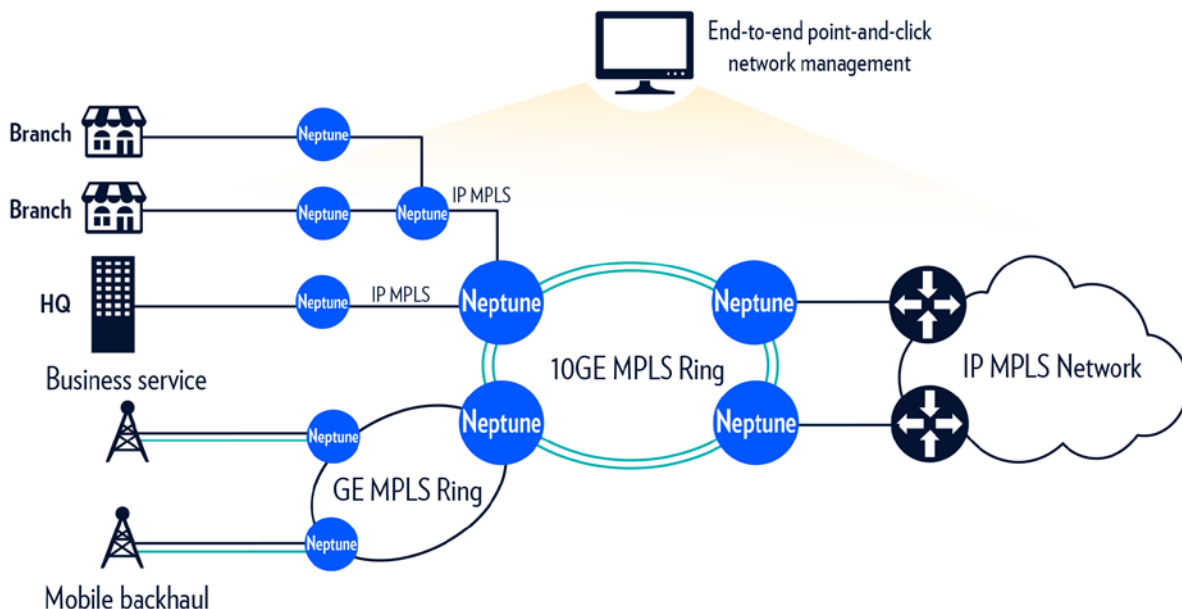 End-to-end point-and-click
network management
Branch
Neptune
Branch
Neptune
Neptune
IP MPLS
HQ
Neptune
IP MPLS
Neptune
Neptune
Business service
10GE MPLS Ring
IP MPLS Network
Neptune
Neptune
Neptune
GE MPLS Ring
Neptune
Mobile backhaul